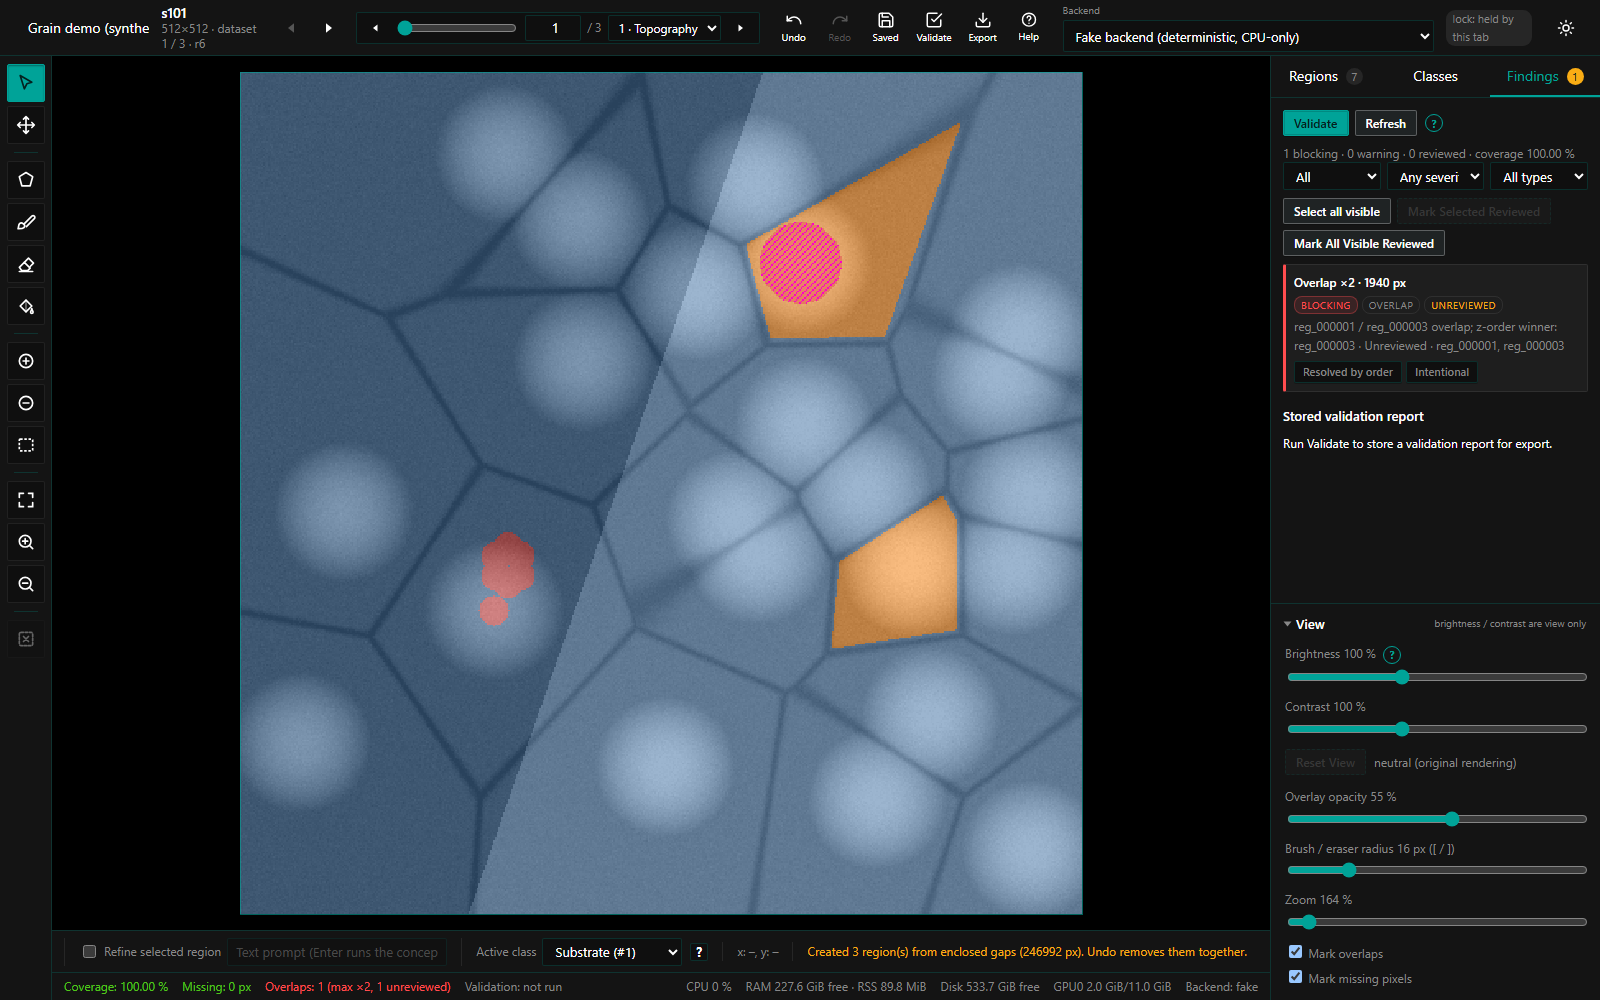 Grain demo (synthe
s101
512×512 · dataset
1 / 3 · r6
1
/ 3
1 · Topography
Undo
Redo
Saved
Validate
Export
Help
Backend
Fake backend (deterministic, CPU-only)
lock: held by
this tab
Regions 7
Classes
Findings 1
Validate
Refresh
?
1 blocking · 0 warning · 0 reviewed · coverage 100.00 %
All
Any severi
All types
Select all visible
Mark Selected Reviewed
Mark All Visible Reviewed
Overlap ×2 · 1940 px
BLOCKING
OVERLAP
UNREVIEWED
reg_000001 / reg_000003 overlap; z-order winner:
reg_000003 · Unreviewed · reg_000001, reg_000003
Resolved by order
Intentional
Stored validation report
Run Validate to store a validation report for export.
View
brightness / contrast are view only
Brightness 100 % ?
Contrast 100 %
Reset View
neutral (original rendering)
Overlay opacity 55 %
Brush / eraser radius 16 px ([ / ])
Zoom 164 %
Mark overlaps
Mark missing pixels
Refine selected region
Text prompt (Enter runs the concep
Active class
Substrate (#1)
?
x: –, y: –
Created 3 region(s) from enclosed gaps (246992 px). Undo removes them together.
Coverage: 100.00 %
Missing: 0 px
Overlaps: 1 (max ×2, 1 unreviewed)
Validation: not run
CPU 0 %
RAM 227.6 GiB free · RSS 89.8 MiB
Disk 533.7 GiB free
GPU0 2.0 GiB/11.0 GiB
Backend: fake